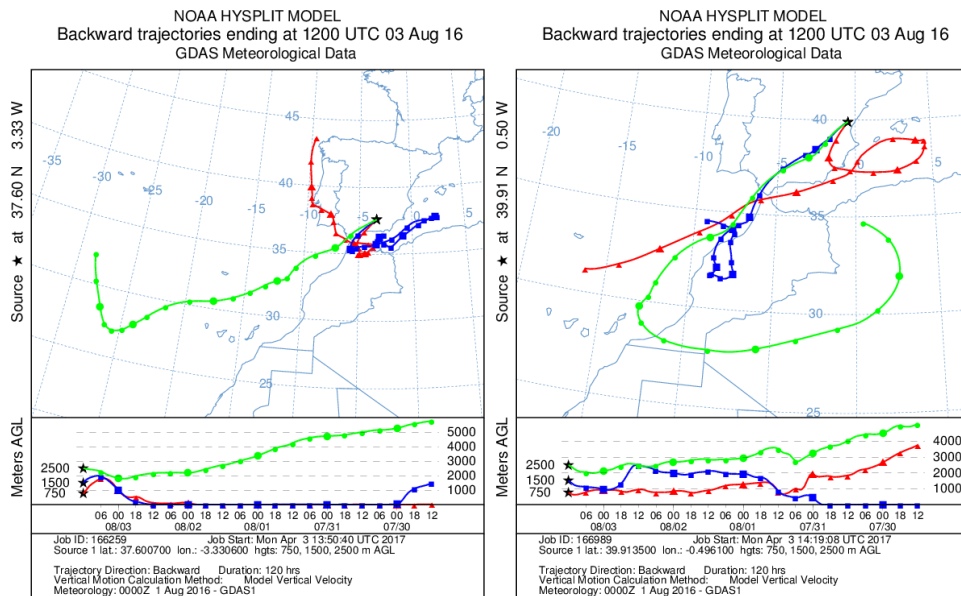 NOAA HYSPLIT MODEL
Backward trajectories ending at 1200 UTC 03 Aug 16
GDAS Meteorological Data
Source ★ at 37.60 N 3.33 W
45
-35
40
-30
-25
-20
-15
-10
-5
0
5
35
30
25
Meters AGL
2500
1500
750
5000
4000
3000
2000
1000
06 00 18 12 06 00 18 12 06 00 18 12 06 00 18 12 06 00 18 12
08/03 08/02 08/01 07/31 07/30
Job ID: 166259 Job Start: Mon Apr 3 13:50:40 UTC 2017
Source 1 lat.: 37.600700 lon.: -3.330600 hgts: 750, 1500, 2500 m AGL
Trajectory Direction: Backward Duration: 120 hrs
Vertical Motion Calculation Method: Model Vertical Velocity
Meteorology: 0000Z 1 Aug 2016 - GDAS1
NOAA HYSPLIT MODEL
Backward trajectories ending at 1200 UTC 03 Aug 16
GDAS Meteorological Data
Source ★ at 39.91 N 0.50 W
-20
40
-15
-10
-5
5
35
30
25
Meters AGL
2500
1500
750
4000
3000
2000
1000
06 00 18 12 06 00 18 12 06 00 18 12 06 00 18 12 06 00 18 12
08/03 08/02 08/01 07/31 07/30
Job ID: 166989 Job Start: Mon Apr 3 14:19:08 UTC 2017
Source 1 lat.: 39.913500 lon.: -0.496100 hgts: 750, 1500, 2500 m AGL
Trajectory Direction: Backward Duration: 120 hrs
Vertical Motion Calculation Method: Model Vertical Velocity
Meteorology: 0000Z 1 Aug 2016 - GDAS1